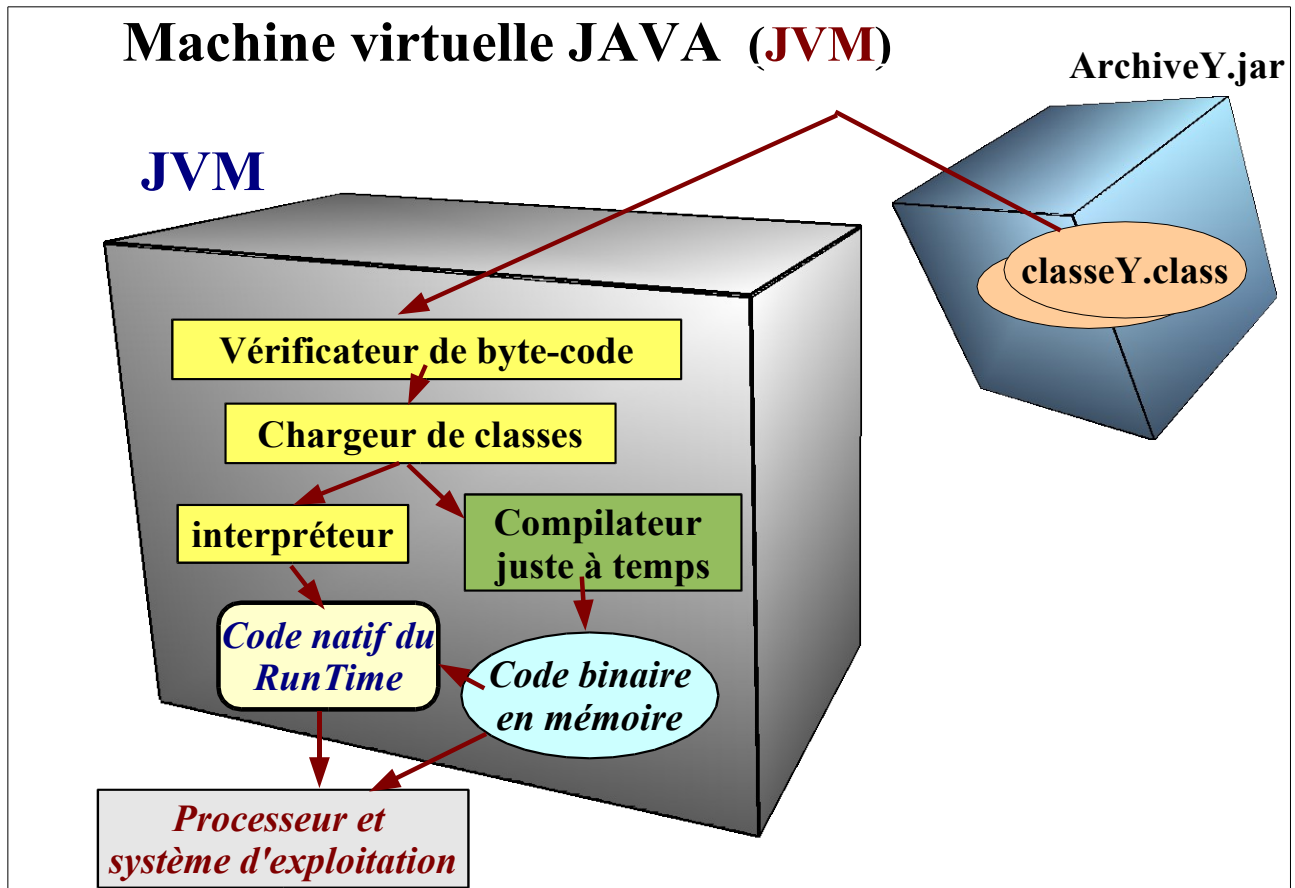 Machine virtuelle JAVA (JVM)
ArchiveY.jar
JVM
classeY.class
Vérificateur de byte-code
Chargeur de classes
interpréteur
Compilateur
juste à temps
Code natif du
RunTime
Code binaire
en mémoire
Processeur et
système d'exploitation